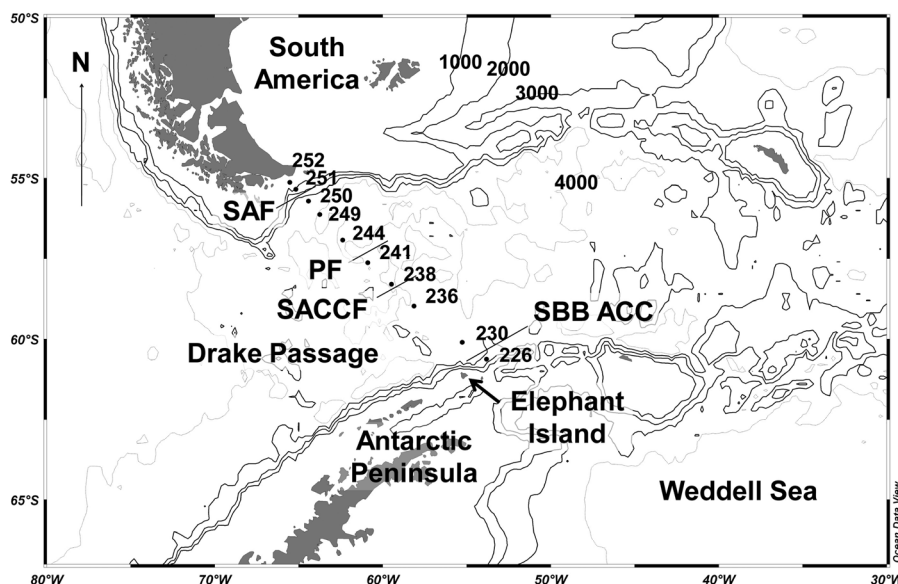 50°S
South
America
N
1000
2000
3000
252
251
55°S
4000
250
SAF
249
244
241
PF
238
236
SACCF
SBB ACC
230
60°S
Drake Passage
226
Elephant
Island
Antarctic
Peninsula
Weddell Sea
65°S
Ocean Data View
80°W
70°W
60°W
50°W
40°W
30°W